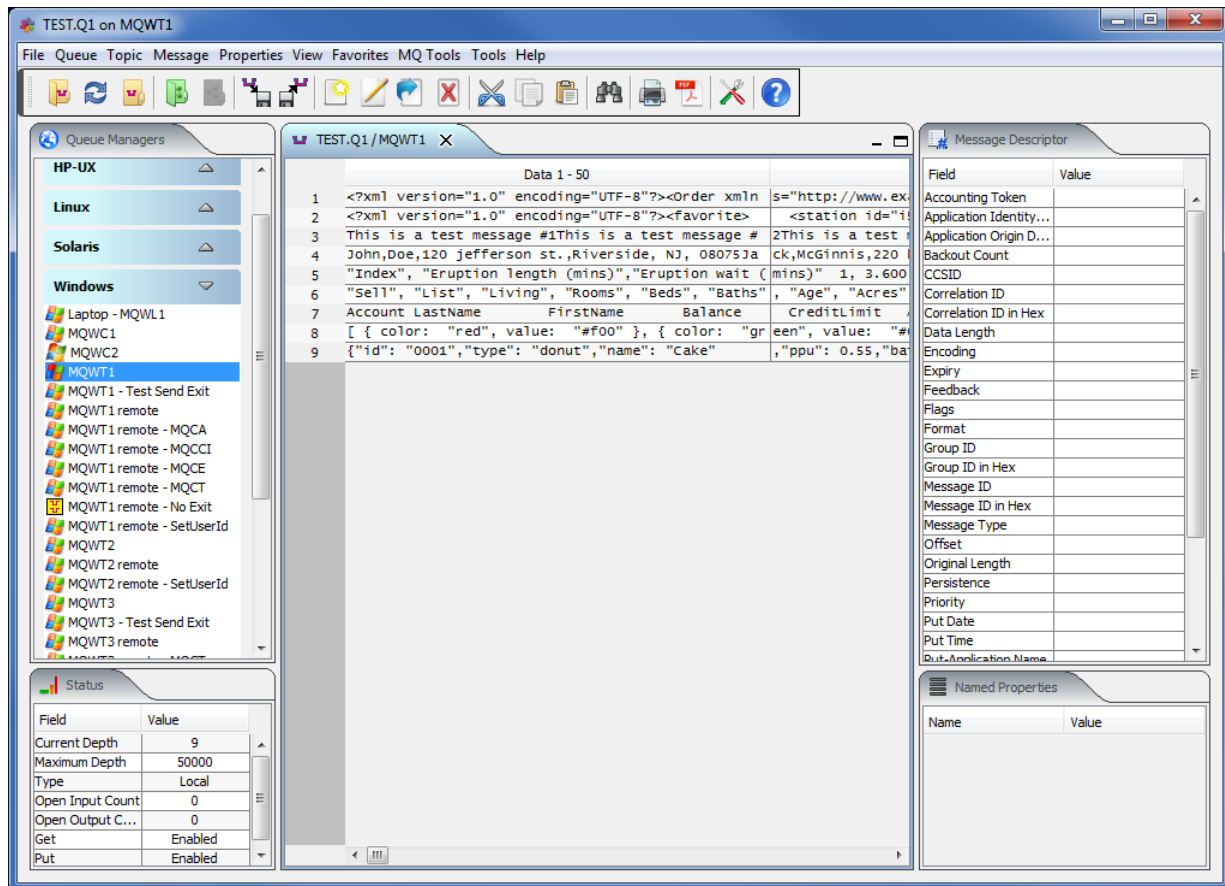 TEST.Q1 on MQWT1
File Queue Topic Message Properties View Favorites MQ Tools Tools Help
Queue Managers
HP-UX
Linux
Solaris
Windows
Laptop - MQWL1
MQWC1
MQWC2
MQWT1
MQWT1 - Test Send Exit
MQWT1 remote
MQWT1 remote - MQCA
MQWT1 remote - MQCCI
MQWT1 remote - MQCE
MQWT1 remote - MQCT
MQWT1 remote - No Exit
MQWT1 remote - SetUserId
MQWT2
MQWT2 remote
MQWT2 remote - SetUserId
MQWT3
MQWT3 - Test Send Exit
MQWT3 remote
Status
Field Value
Current Depth 9
Maximum Depth 50000
Type Local
Open Input Count 0
Open Output C... 0
Get Enabled
Put Enabled
TEST.Q1 / MQWT1
Data 1 - 50
1 <?xml version="1.0" encoding="UTF-8"?><Order xmln s="http://www.exa
2 <?xml version="1.0" encoding="UTF-8"?><favorite> <station id="i
3 This is a test message #1This is a test message # 2This is a test
4 John,Doe,120 jefferson st.,Riverside, NJ, 08075Ja ck,McGinnis,220
5 "Index", "Eruption length (mins)","Eruption wait ( mins)" 1, 3.600
6 "Sell", "List", "Living", "Rooms", "Beds", "Baths" , "Age", "Acres"
7 Account LastName FirstName Balance CreditLimit
8 [ { color: "red", value: "#f00" }, { color: "gr een", value: "#
9 {"id": "0001","type": "donut","name": "Cake" ,"ppu": 0.55,"ba
Message Descriptor
Field Value
Accounting Token
Application Identity...
Application Origin D...
Backout Count
CCSID
Correlation ID
Correlation ID in Hex
Data Length
Encoding
Expiry
Feedback
Flags
Format
Group ID
Group ID in Hex
Message ID
Message ID in Hex
Message Type
Offset
Original Length
Persistence
Priority
Put Date
Put Time
Put-Application Name
Named Properties
Name Value